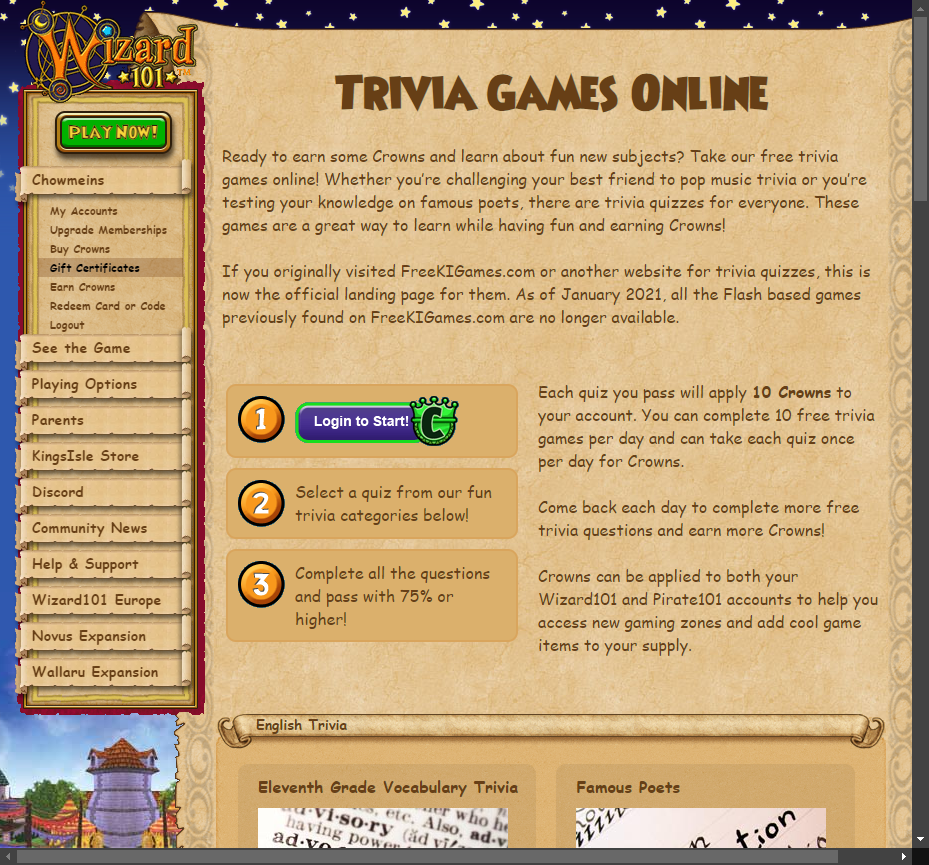 Wizard
101
TM
PLAY NOW!
Chowmeins
My Accounts
Upgrade Memberships
Buy Crowns
Gift Certificates
Earn Crowns
Redeem Card or Code
Logout
See the Game
Playing Options
Parents
KingsIsle Store
Discord
Community News
Help & Support
Wizard101 Europe
Novus Expansion
Wallaru Expansion
Trivia Games Online
Ready to earn some Crowns and learn about fun new subjects? Take our free trivia
games online! Whether you're challenging your best friend to pop music trivia or you're
testing your knowledge on famous poets, there are trivia quizzes for everyone. These
games are a great way to learn while having fun and earning Crowns!
If you originally visited FreeKIGames.com or another website for trivia quizzes, this is
now the official landing page for them. As of January 2021, all the Flash based games
previously found on FreeKIGames.com are no longer available.
1
Login to Start!
C
2
Select a quiz from our fun
trivia categories below!
3
Complete all the questions
and pass with 75% or
higher!
Each quiz you pass will apply 10 Crowns to
your account. You can complete 10 free trivia
games per day and can take each quiz once
per day for Crowns.
Come back each day to complete more free
trivia questions and earn more Crowns!
Crowns can be applied to both your
Wizard101 and Pirate101 accounts to help you
access new gaming zones and add cool game
items to your supply.
English Trivia
Eleventh Grade Vocabulary Trivia
ad·vi·sory
etc. Also, ad·v
having power
Famous Poets